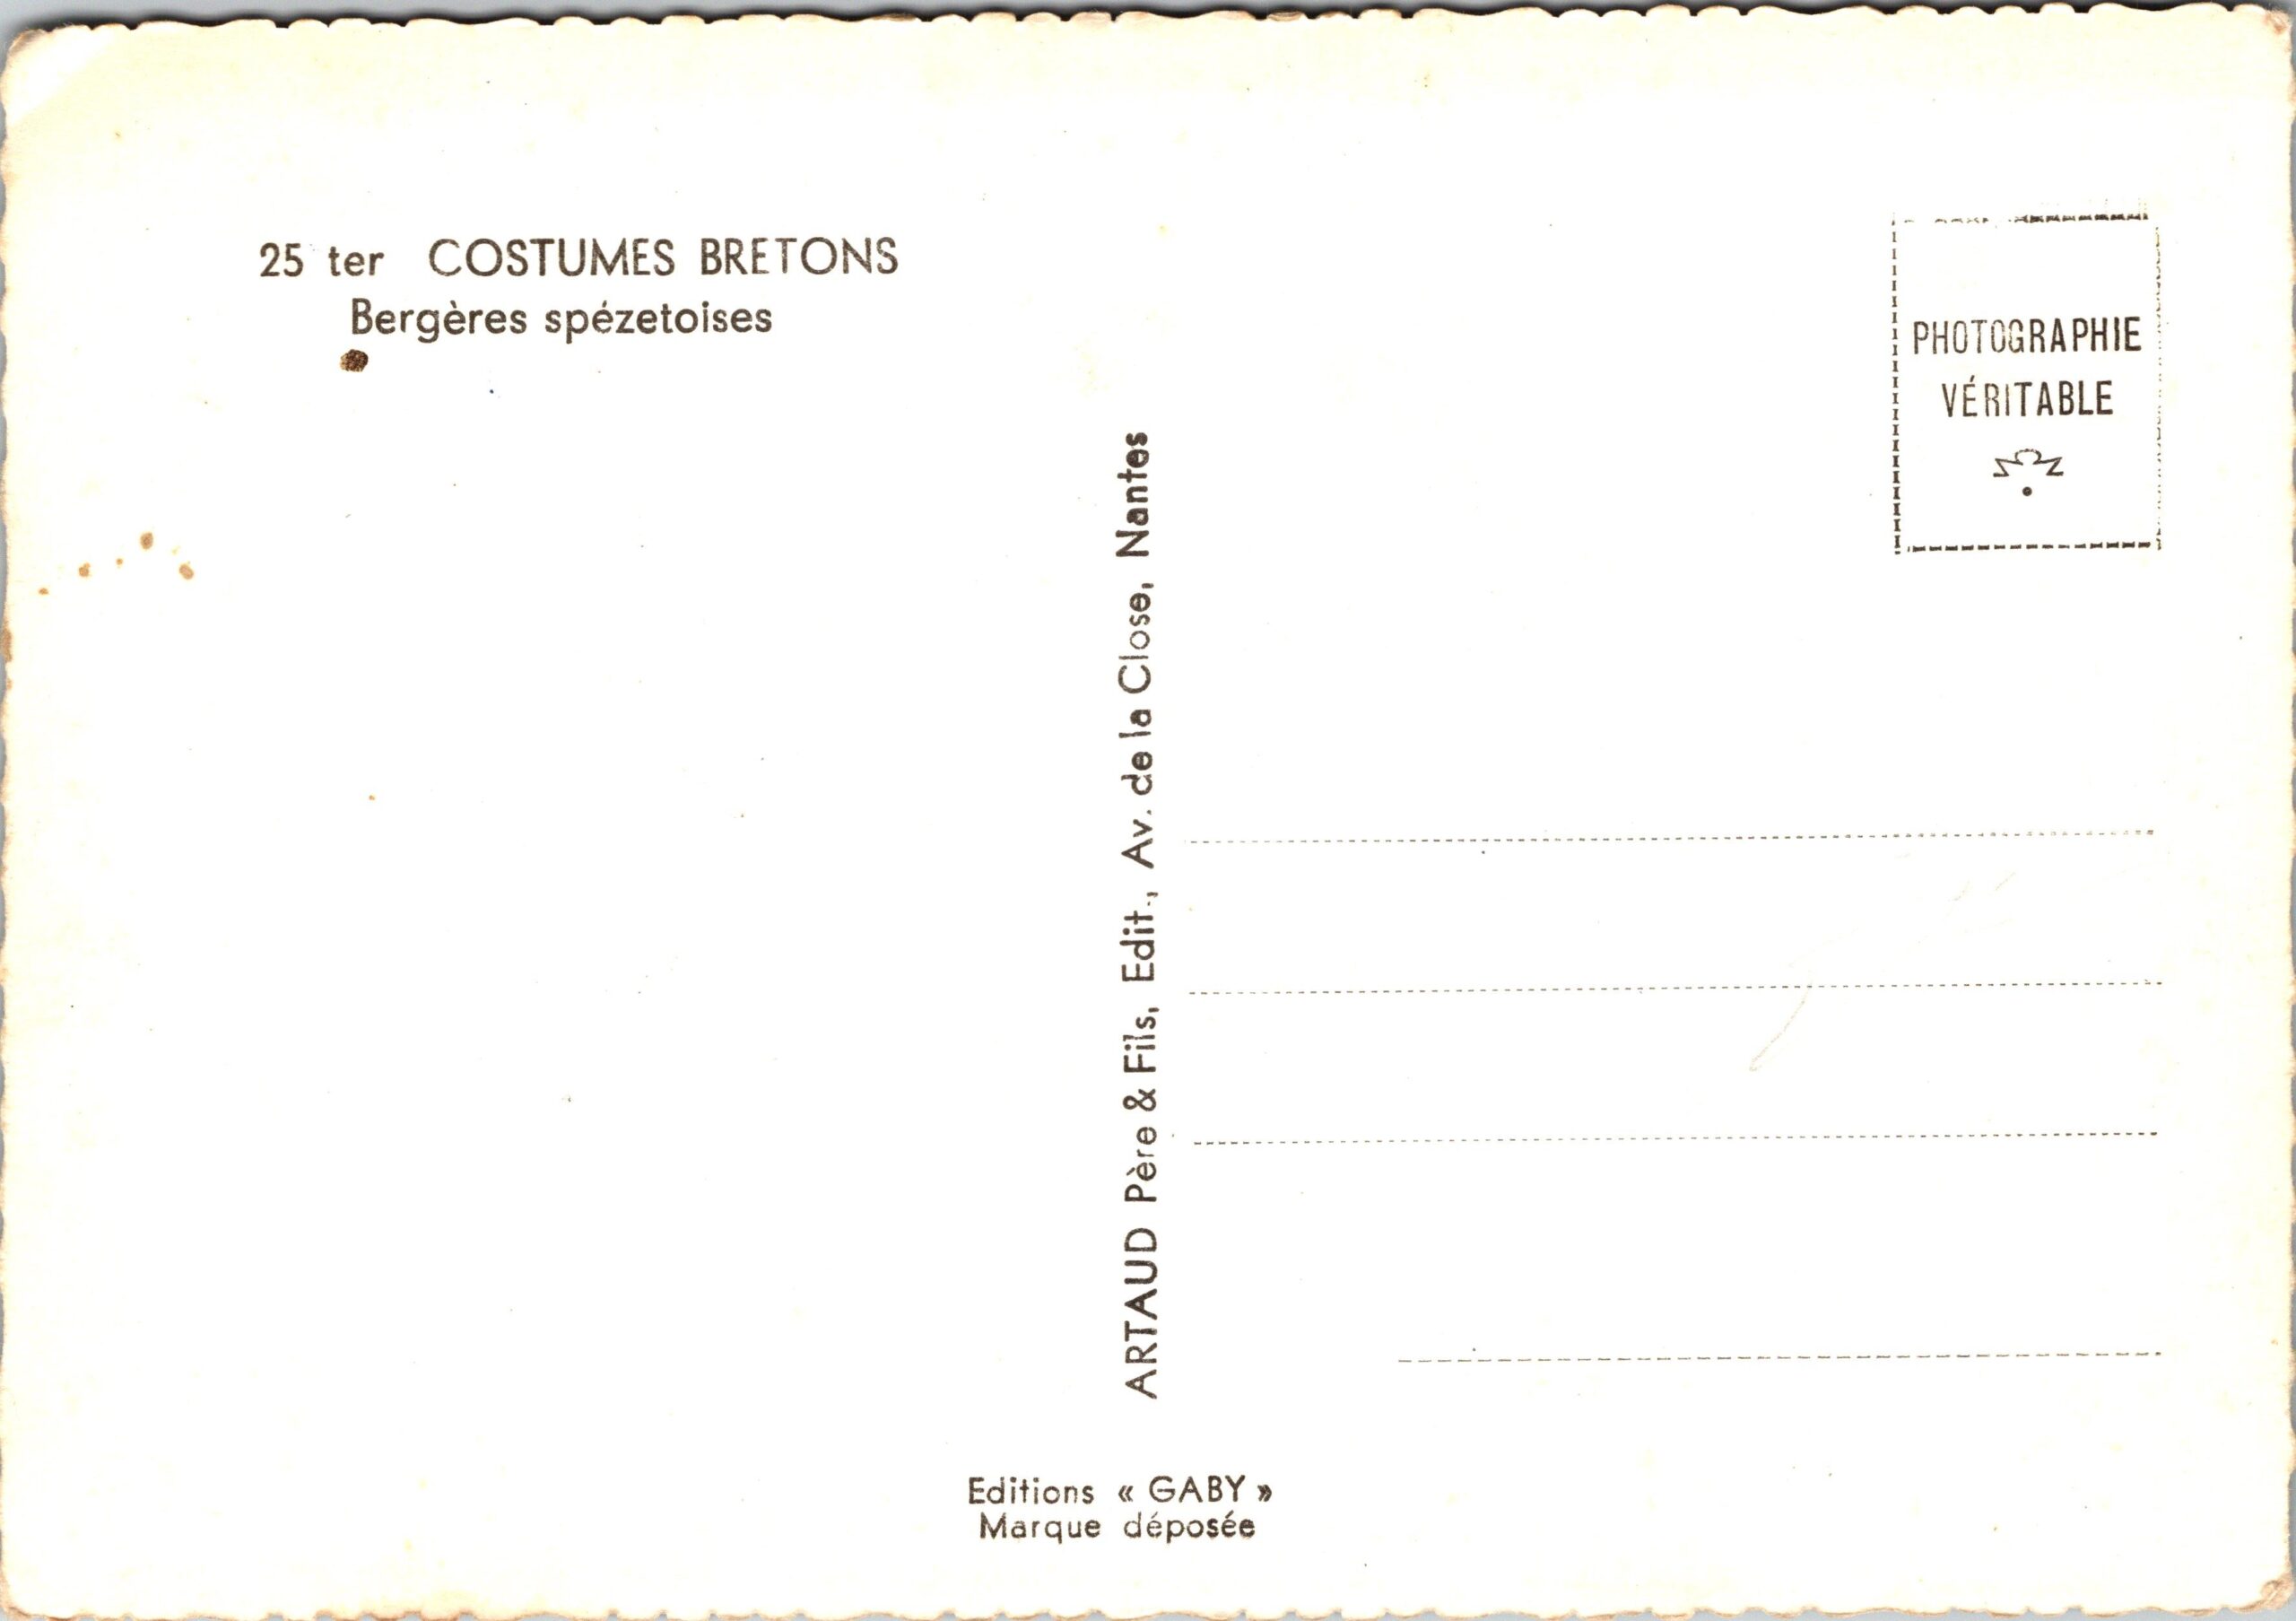 25 ter COSTUMES BRETONS
Bergères spézetoises
PHOTOGRAPHIE
VÉRITABLE
ARTAUD Père & Fils, Edit., Av. de la Close, Nantes
Editions « GABY »
Marque déposée